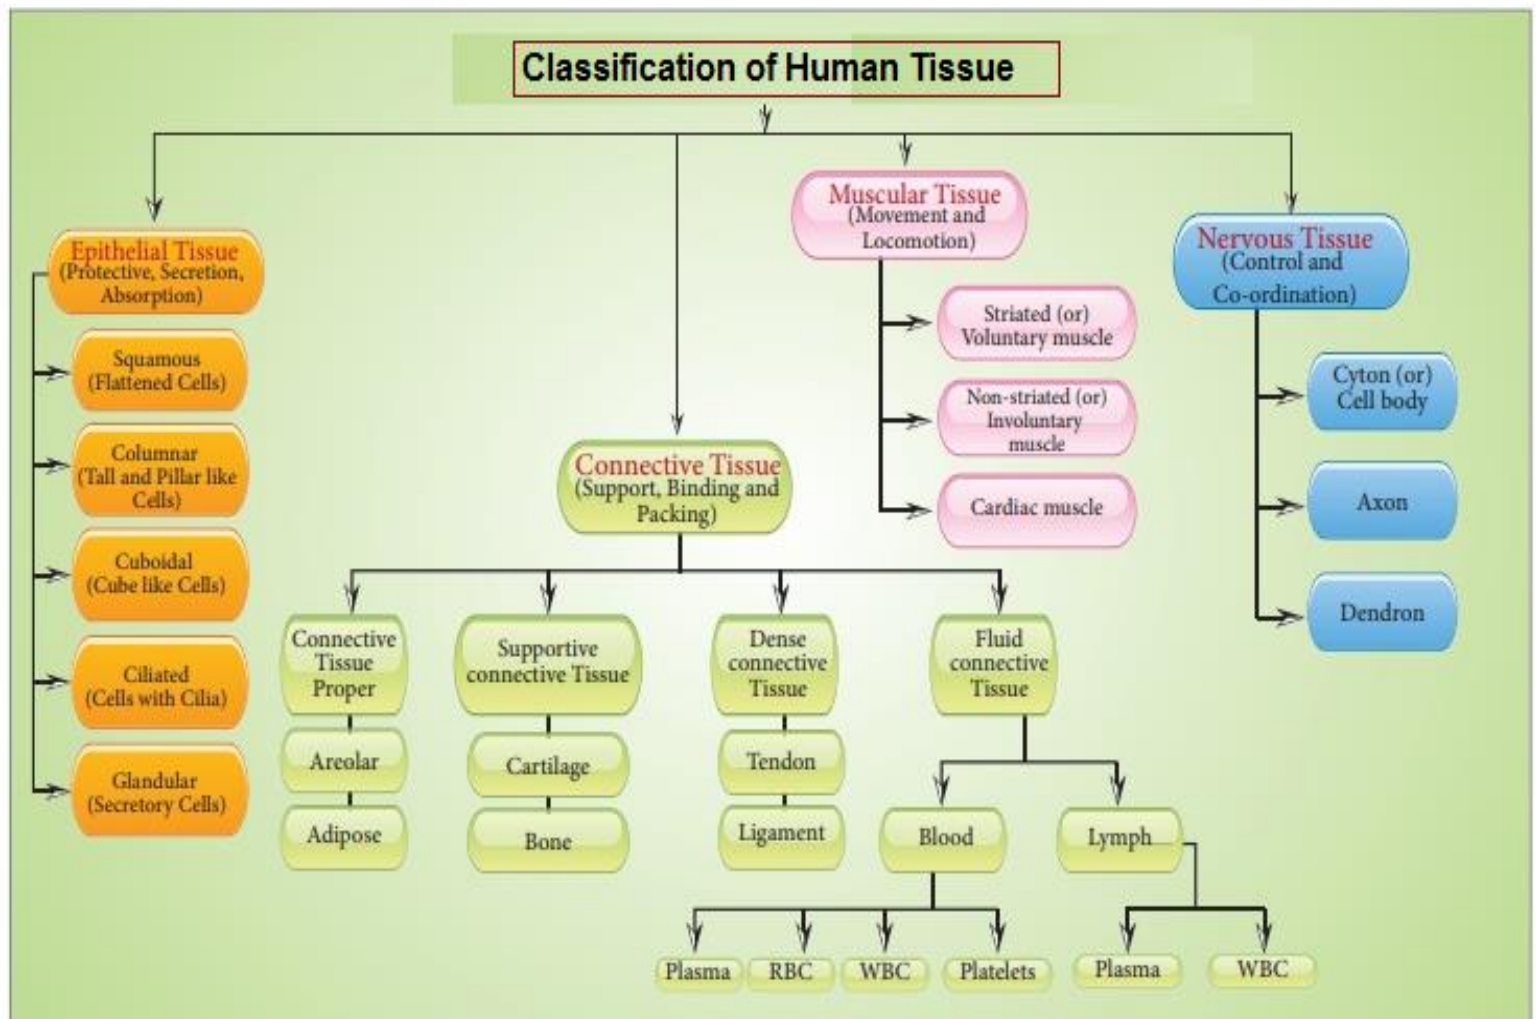 Classification of Human Tissue
Epithelial Tissue
(Protective, Secretion,
Absorption)
Squamous
(Flattened Cells)
Columnar
(Tall and Pillar like
Cells)
Cuboidal
(Cube like Cells)
Ciliated
(Cells with Cilia)
Glandular
(Secretory Cells)
Connective Tissue
(Support, Binding and
Packing)
Connective
Tissue
Proper
Areolar
Adipose
Supportive
connective Tissue
Cartilage
Bone
Dense
connective
Tissue
Tendon
Ligament
Fluid
connective
Tissue
Blood
Plasma
RBC
WBC
Platelets
Lymph
Plasma
WBC
Muscular Tissue
(Movement and
Locomotion)
Striated (or)
Voluntary muscle
Non-striated (or)
Involuntary
muscle
Cardiac muscle
Nervous Tissue
(Control and
Co-ordination)
Cyton (or)
Cell body
Axon
Dendron